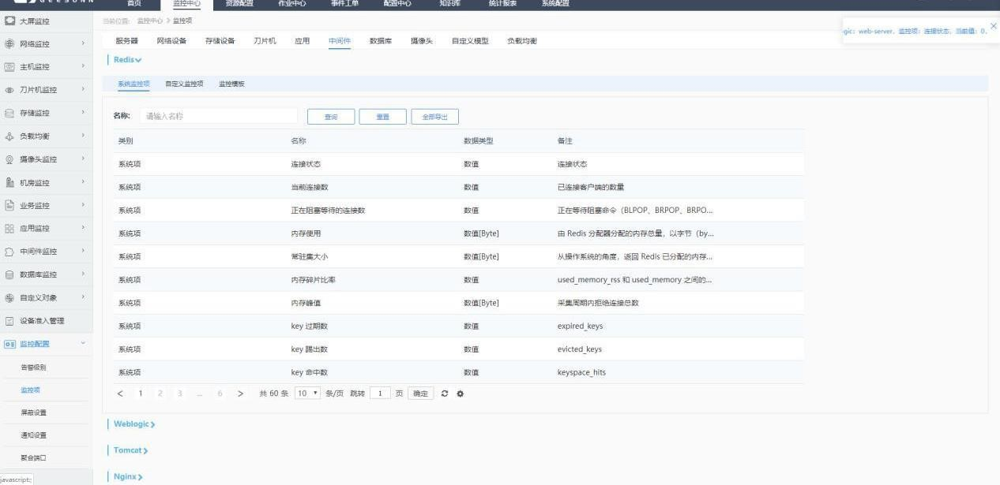 首页 监控中心 资源配置 作业中心 事件工单 配置中心 知识库 统计报表 系统配置
当前位置: 监控中心 > 监控项
gic: web-server, 监控项: 连接状态, 当前值: 0,
大屏监控
网络监控
主机监控
刀片机监控
存储监控
负载均衡
摄像头监控
机房监控
业务监控
应用监控
中间件监控
数据库监控
自定义对象
设备准入管理
监控配置
告警级别
监控项
屏蔽设置
通知设置
聚合端口
javascript:;
服务器 网络设备 存储设备 刀片机 应用 中间件 数据库 摄像头 自定义模型 负载均衡
Redis
系统监控项 自定义监控项 监控模板
名称: 请输入名称 查询 重置 全部导出
类别 名称 数据类型 备注
系统项 连接状态 数值 连接状态
系统项 当前连接数 数值 已连接客户端的数量
系统项 正在阻塞等待的连接数 数值 正在等待阻塞命令（BLPOP、BRPOP、BRPO...
系统项 内存使用 数值[Byte] 由 Redis 分配器分配的内存总量，以字节（by...
系统项 常驻集大小 数值[Byte] 从操作系统的角度，返回 Redis 已分配的内存...
系统项 内存碎片比率 数值 used_memory_rss 和 used_memory 之间的...
系统项 内存峰值 数值[Byte] 采集周期内拒绝连接总数
系统项 key 过期数 数值 expired_keys
系统项 key 踢出数 数值 evicted_keys
系统项 key 命中数 数值 keyspace_hits
< 1 2 3 ... 6 > 共 60 条 10 条/页 跳转 1 页 确定
Weblogic
Tomcat
Nginx